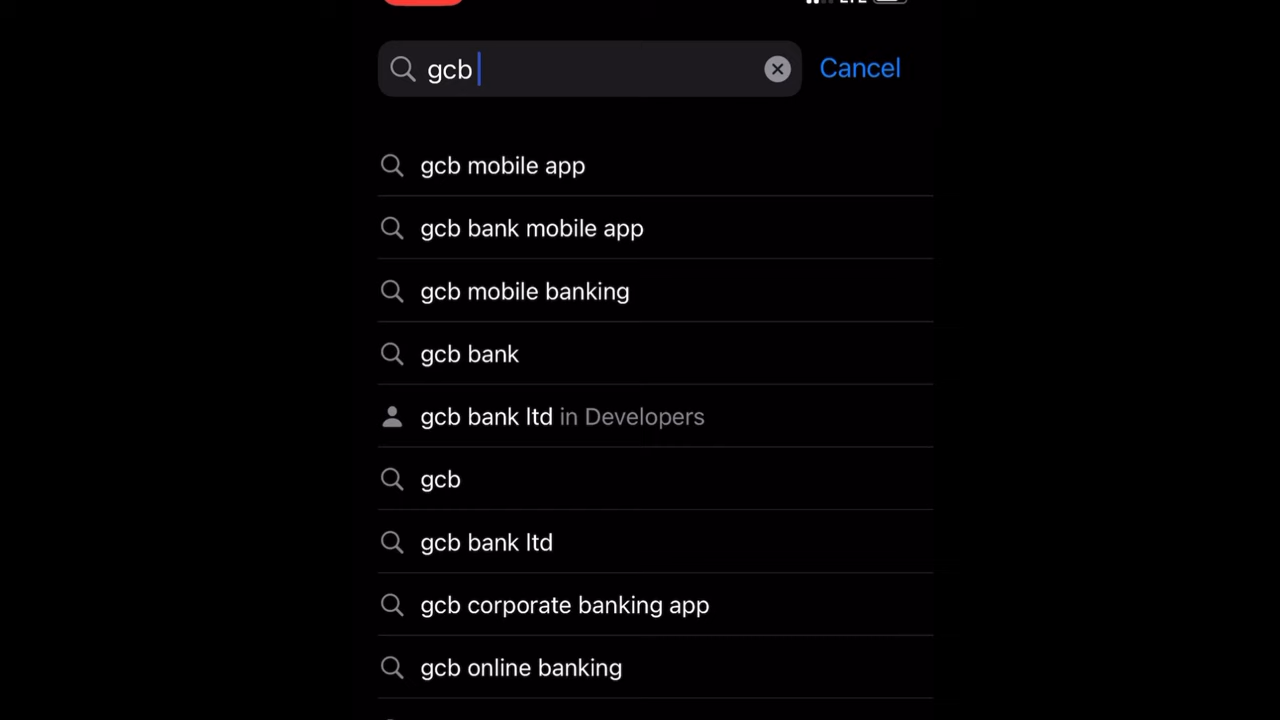 gcb
Cancel
gcb mobile app
gcb bank mobile app
gcb mobile banking
gcb bank
gcb bank ltd in Developers
gcb
gcb bank ltd
gcb corporate banking app
gcb online banking